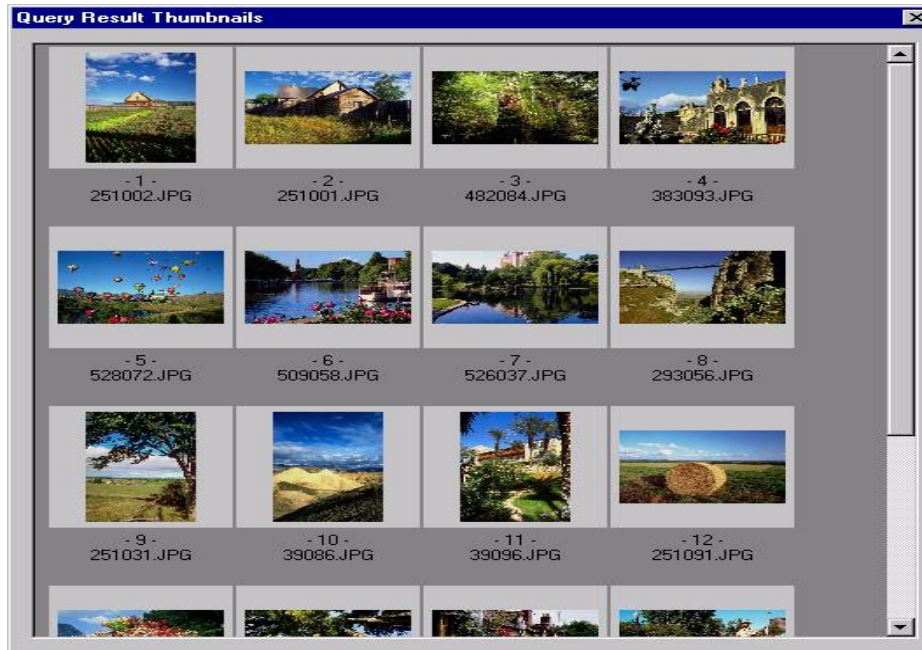 Query Result Thumbnails
- 1 -
251002.JPG
- 2 -
251001.JPG
- 3 -
482084.JPG
- 4 -
383093.JPG
- 5 -
528072.JPG
- 6 -
509058.JPG
- 7 -
526037.JPG
- 8 -
293056.JPG
- 9 -
251031.JPG
- 10 -
39086.JPG
- 11 -
39096.JPG
- 12 -
251091.JPG